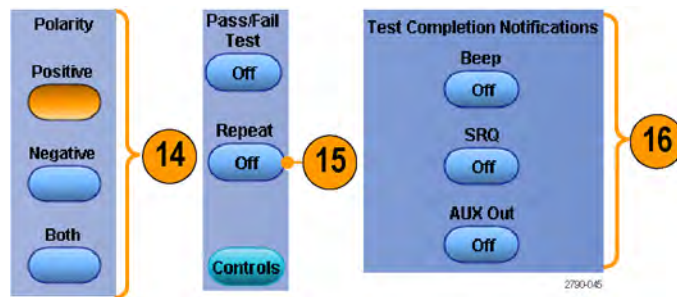 Polarity
Positive
Negative
Both
14
Pass/Fail
Test
Off
Repeat
Off
Controls
15
Test Completion Notifications
Beep
Off
SRQ
Off
AUX Out
Off
16
2790-045